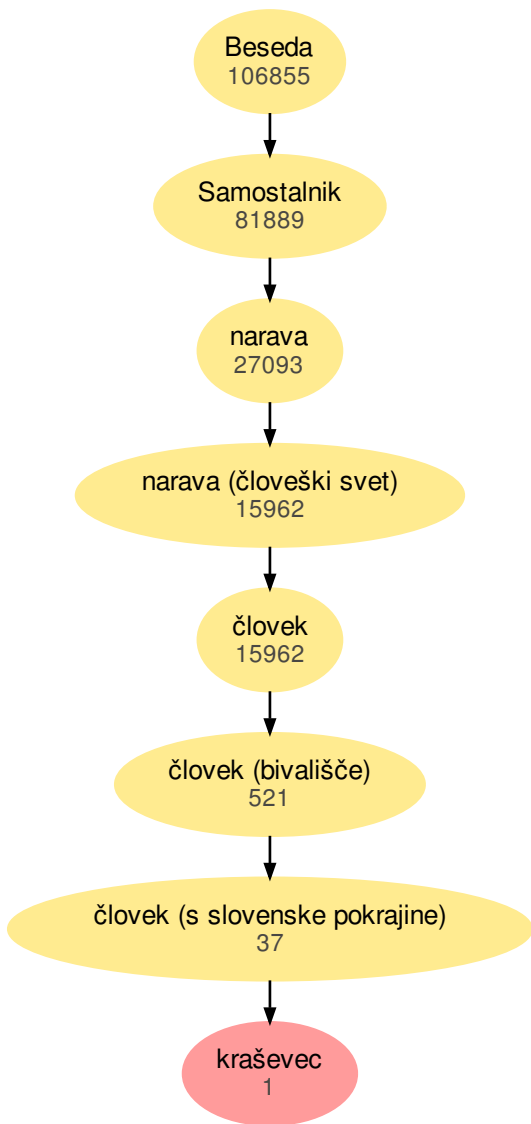 Beseda
106855
Samostalnik
81889
narava
27093
narava (človeški svet)
15962
človek
15962
človek (bivališče)
521
človek (s slovenske pokrajine)
37
kraševec
1